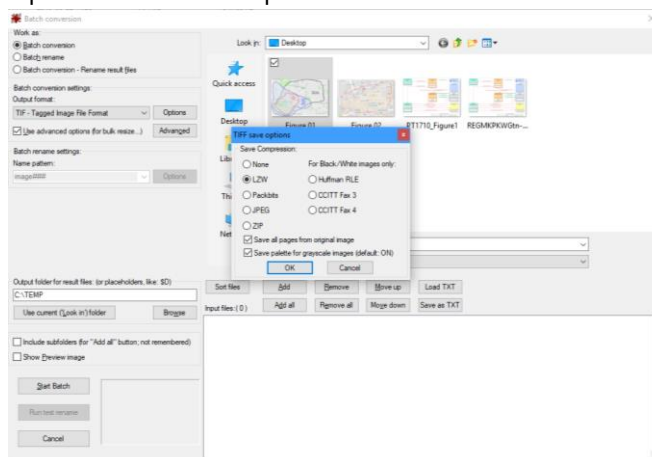 Batch conversion
Work as:
Batch conversion
Batch rename
Batch conversion - Rename result files
Batch conversion settings:
Output format:
TIF - Tagged Image File Format
Options
Use advanced options (for bulk resize...)
Advanced
Batch rename settings:
Name pattern:
image###
Options
Output folder for result files: (or placeholders, like: $D)
C:\TEMP
Use current ('Look in') folder
Browse
Include subfolders (for "Add all" button; not remembered)
Show Preview image
Start Batch
Run test rename
Cancel
Look in:
Desktop
Quick access
Desktop
Figure 01
Figure 02
RT1710_Figure1
REGMKPKWGtn-...
TIFF save options
Save Compression:
None
For Black/White images only:
LZW
Huffman RLE
Packbits
CCITT Fax 3
JPEG
CCITT Fax 4
ZIP
Save all pages from original image
Save palette for grayscale images (default: ON)
OK
Cancel
Sort files
Add
Remove
Move up
Load TXT
Input files: ( 0 )
Add all
Remove all
Move down
Save as TXT